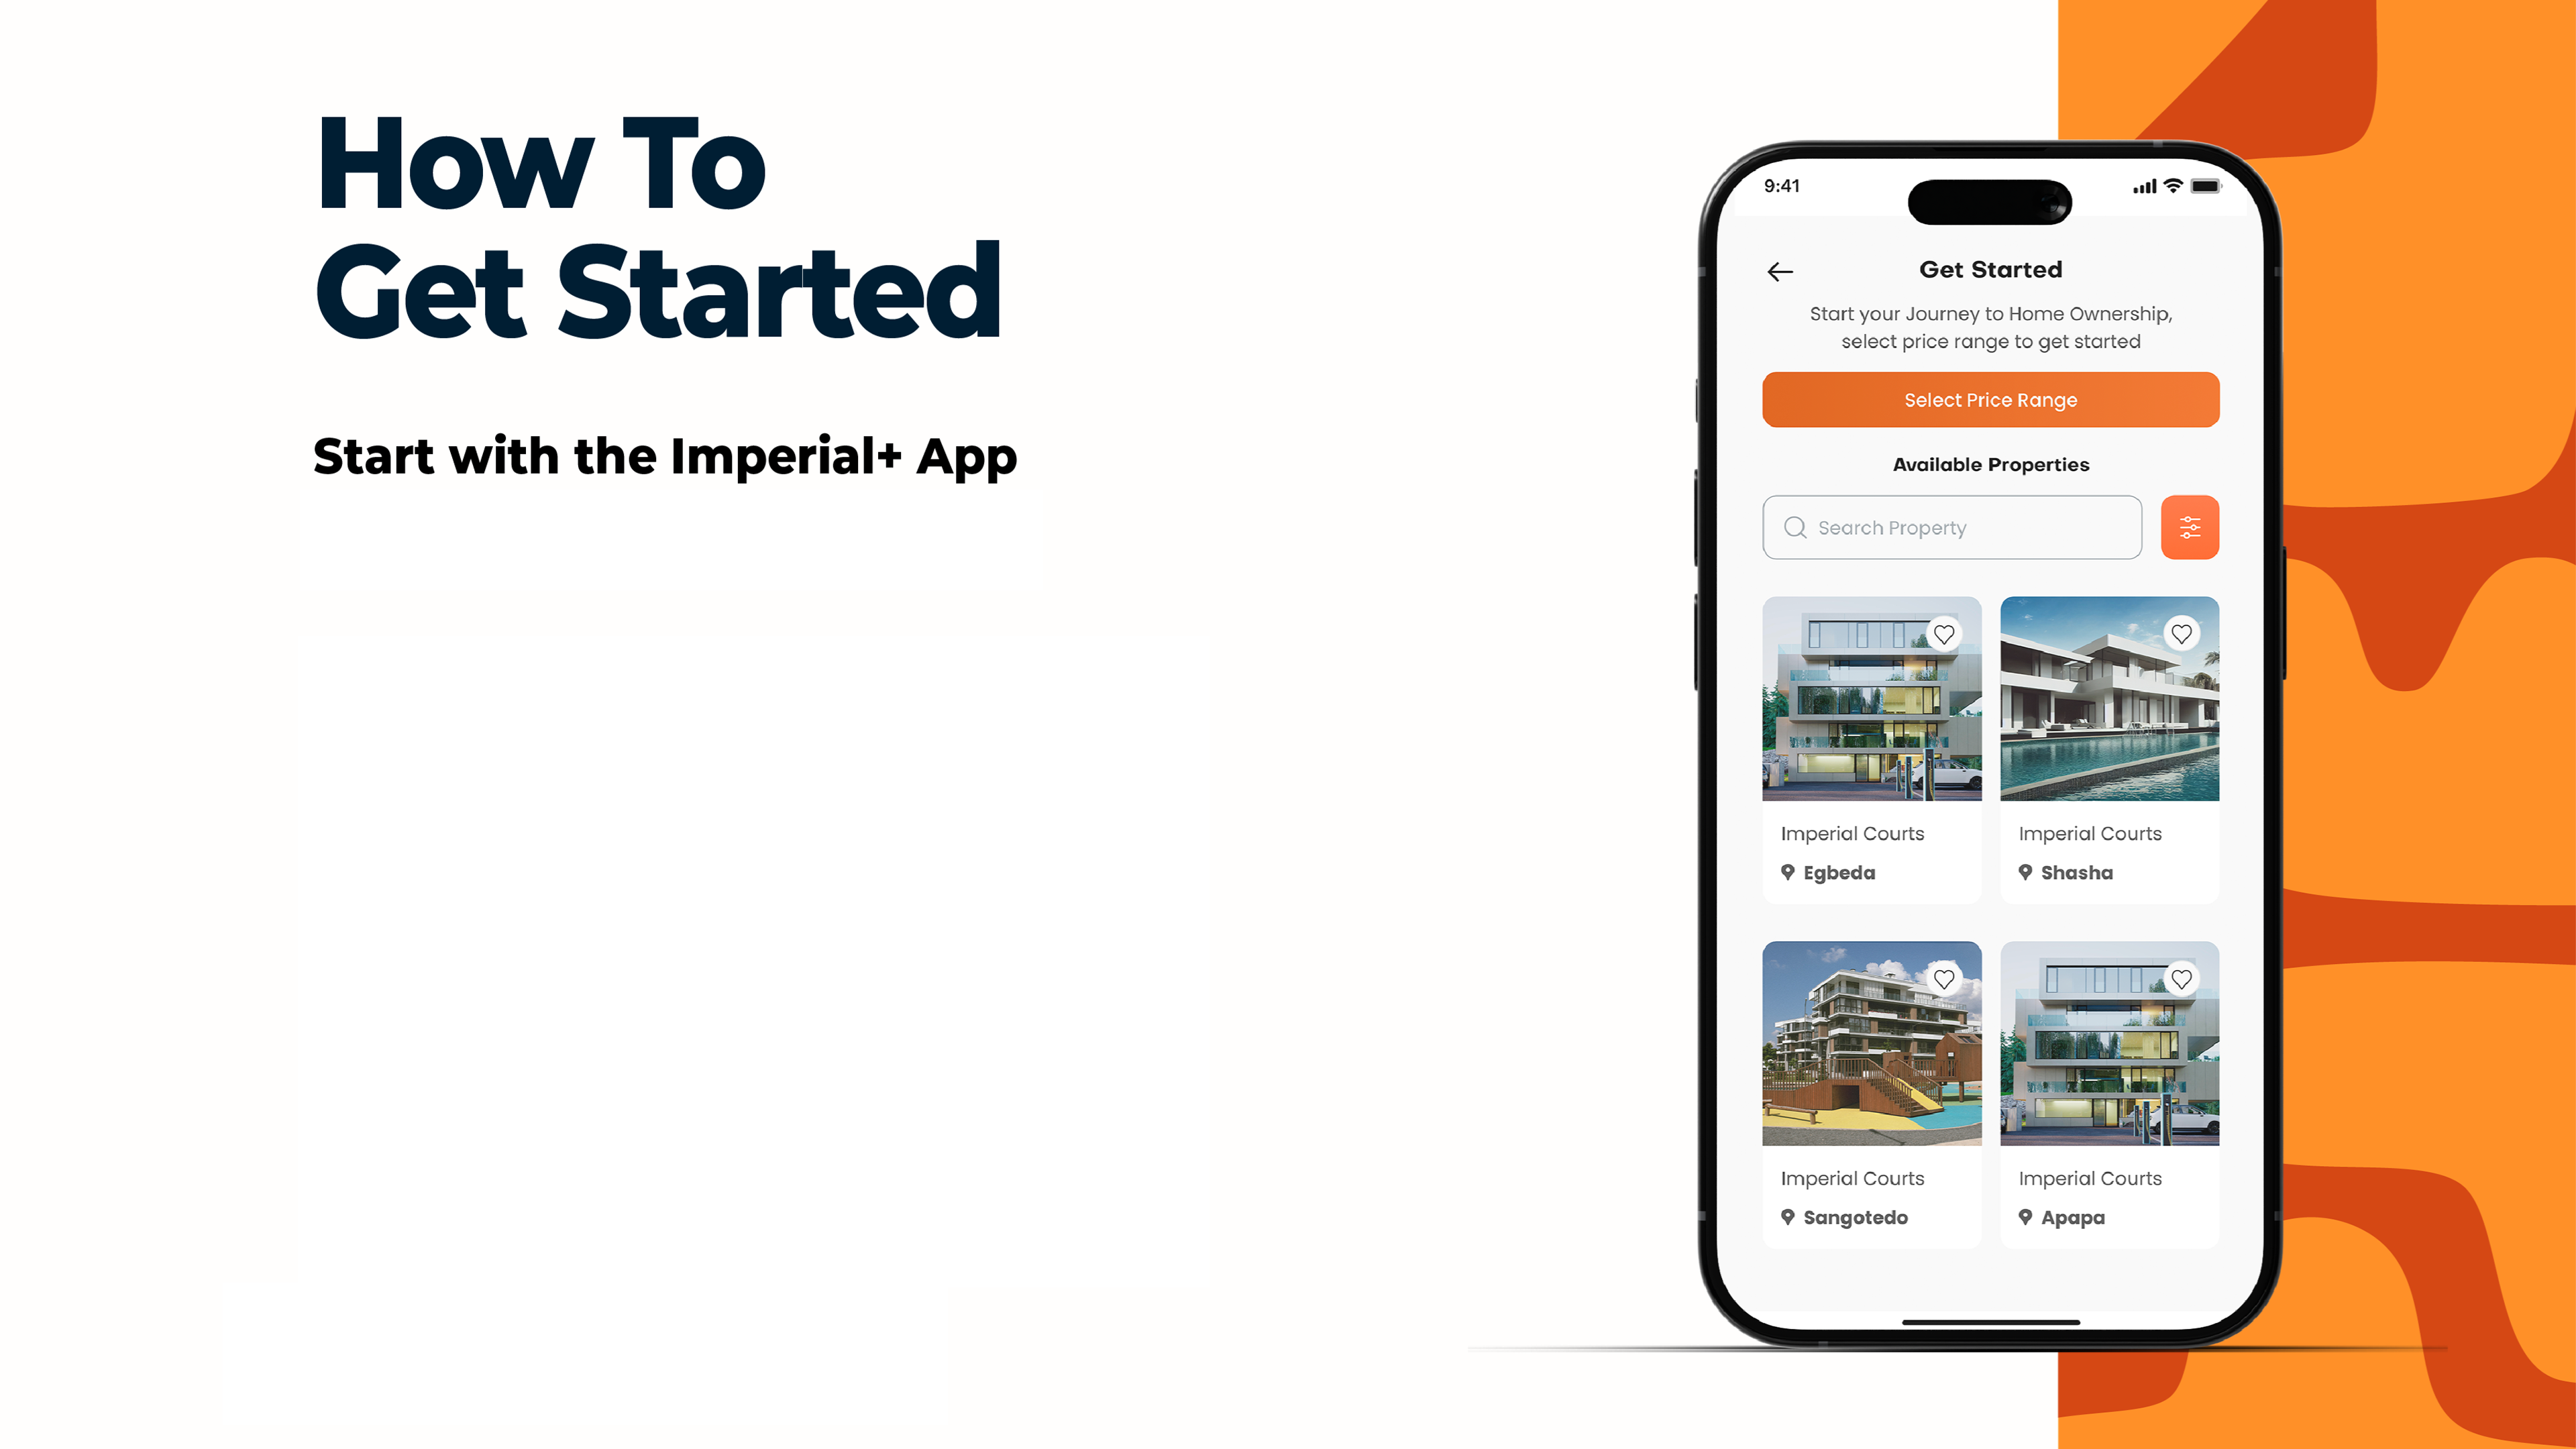 How To
Get Started
Start with the Imperial+ App
9:41
Get Started
Start your Journey to Home Ownership,
select price range to get started
Select Price Range
Available Properties
Search Property
Imperial Courts
Egbeda
Imperial Courts
Shasha
Imperial Courts
Sangotedo
Imperial Courts
Apapa